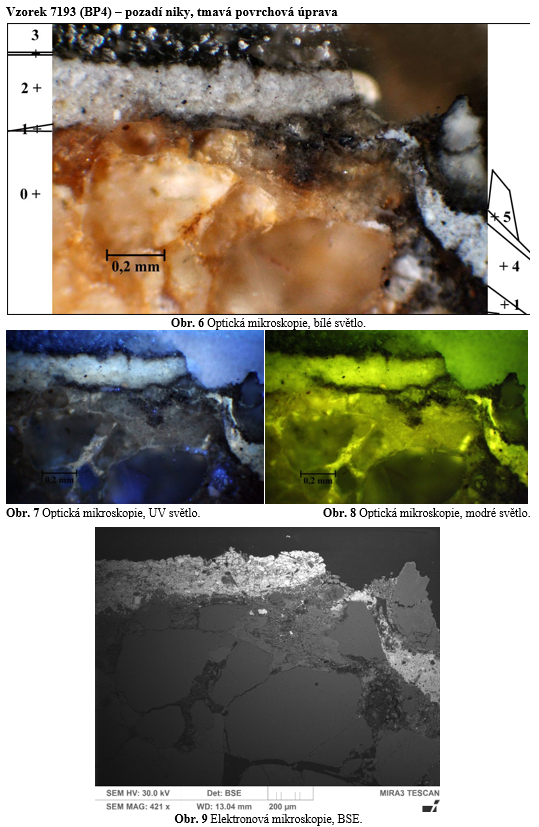 Vzorek 7193 (BP4) – pozadí niky, tmavá povrchová úprava
3
+
2 +
1 +
0 +
+ 5
+ 4
+ 1
0,2 mm
Obr. 6 Optická mikroskopie, bílé světlo.
0.2 mm
0.2 mm
Obr. 7 Optická mikroskopie, UV světlo.
Obr. 8 Optická mikroskopie, modré světlo.
SEM HV: 30.0 kV
Det: BSE
MIRA3 TESCAN
SEM MAG: 421 x
WD: 13.04 mm
200 µm
Obr. 9 Elektronová mikroskopie, BSE.